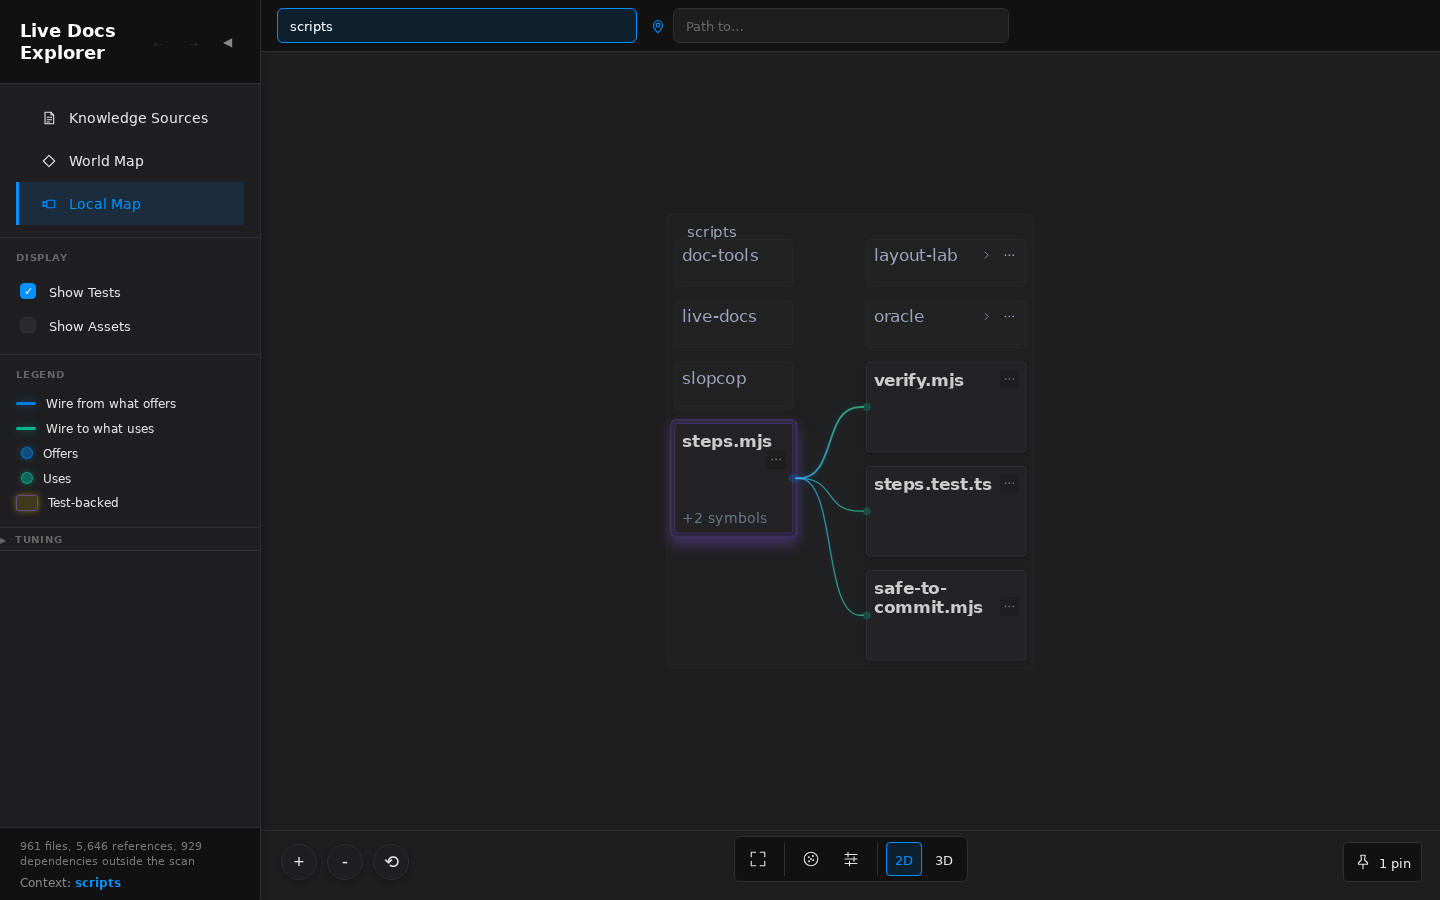 Live Docs
Explorer
scripts
Path to...
Knowledge Sources
World Map
Local Map
DISPLAY
✓ Show Tests
Show Assets
LEGEND
Wire from what offers
Wire to what uses
Offers
Uses
Test-backed
TUNING
961 files, 5,646 references, 929
dependencies outside the scan
Context: scripts
scripts
doc-tools
layout-lab
live-docs
oracle
slopcop
verify.mjs
steps.mjs
+2 symbols
steps.test.ts
safe-to-
commit.mjs
+
-
2D
3D
1 pin